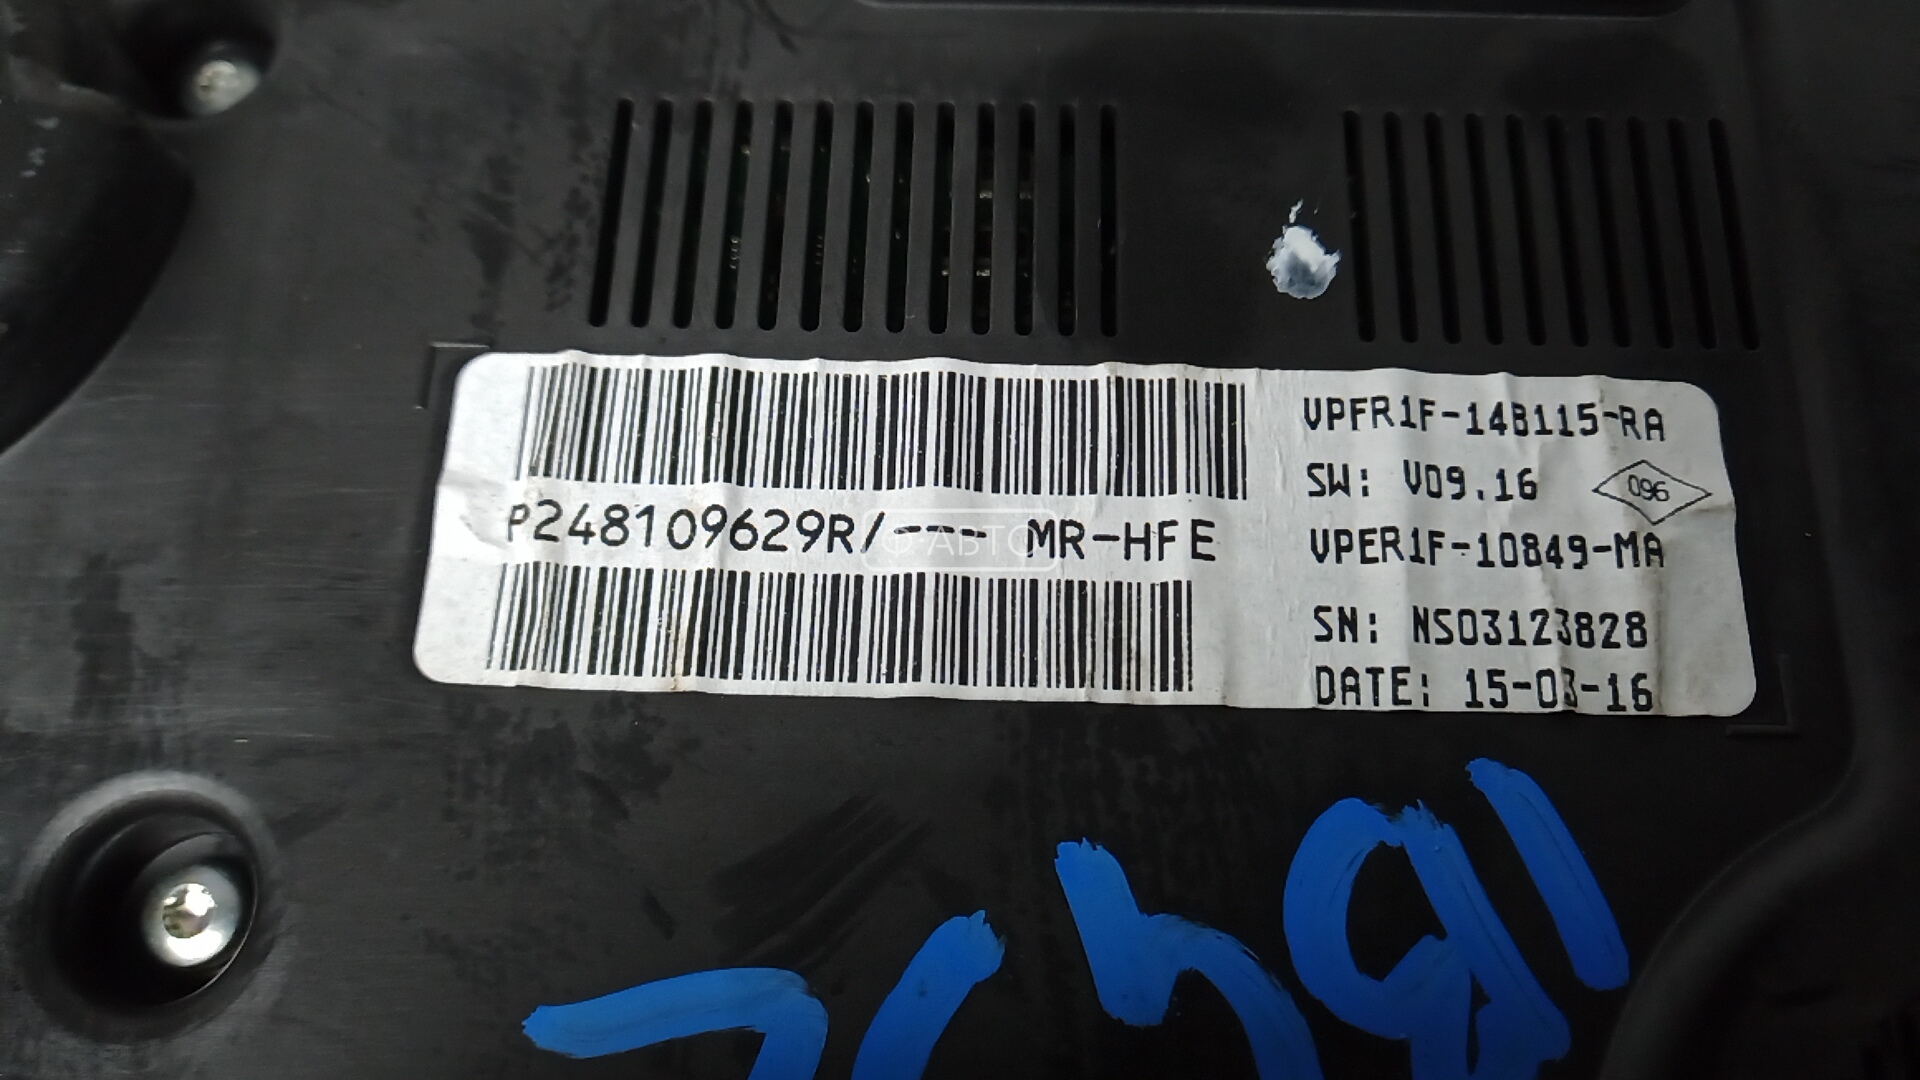 P248109629R/--- MR-HFE
VPFR1F-14B115-RA
SW: V09.16
096
VPER1F-10849-MA
SN: NS03123828
DATE: 15-03-16
АВТО